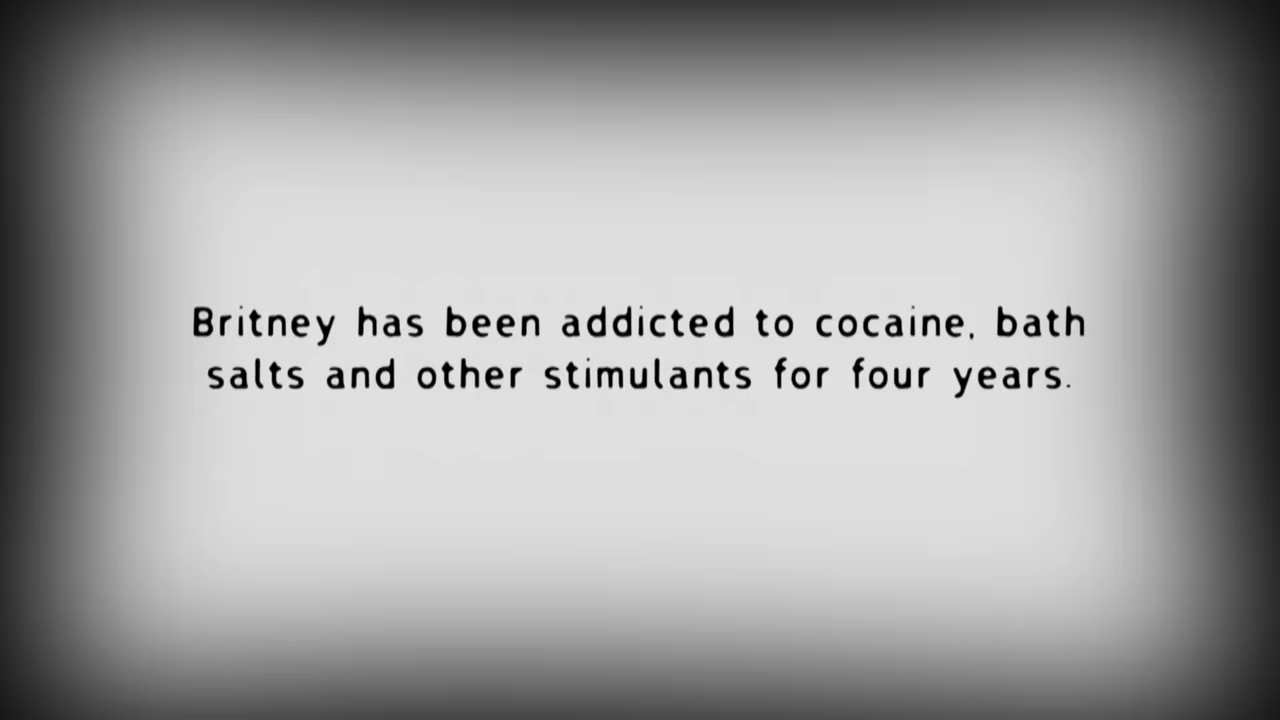 Britney has been addicted to cocaine, bath
salts and other stimulants for four years.